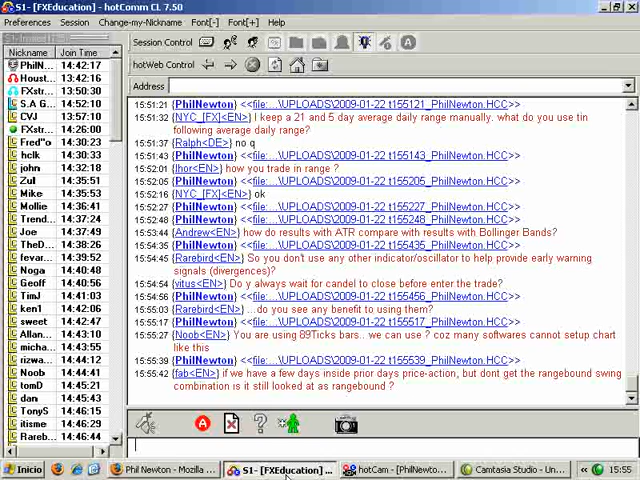 S1- [FXEducation] - hotComm CL 7.50
Preferences Session Change-my-Nickname Font[-] Font[+] Help
Session Control
hotWeb Control
Address
Nickname Join Time
PhilN... 14:42:17
Houst... 13:42:16
FXstr... 13:50:30
S.A G 14:52:10
CVJ 13:57:10
FXstr... 14:26:00
Fred''o 14:30:23
hclk 14:31:22
john 14:32:18
Zul 14:35:51
Mike 14:35:53
Mollie 14:36:41
Trend... 14:37:24
Joe 14:37:49
TheD... 14:38:26
fevar... 14:39:52
Noga 14:40:48
Geoff 14:40:56
TimJ 14:41:03
ken1 14:42:06
sweet 14:42:47
Allan... 14:43:10
micha... 14:43:55
rizwa... 14:43:56
Noob 14:44:41
tomD 14:45:25
dan 14:45:43
TonyS 14:46:15
itisme 14:46:15
Rareb... 14:46:44
15:51:21 {PhilNewton} <<file:...\UPLOADS\2009-01-22 t155121_PhilNewton.HCC>>
15:51:32 {NYC_[FX]<EN>} I keep a 21 and 5 day average daily range manually. what do you use tin
following average daily range?
15:51:37 {Ralph<DE>} no q
15:51:43 {PhilNewton} <<file:...\UPLOADS\2009-01-22 t155143_PhilNewton.HCC>>
15:52:01 {Ihor<EN>} how you trade in range ?
15:52:05 {PhilNewton} <<file:...\UPLOADS\2009-01-22 t155205_PhilNewton.HCC>>
15:52:16 {NYC_[FX]<EN>} ok
15:52:27 {PhilNewton} <<file:...\UPLOADS\2009-01-22 t155227_PhilNewton.HCC>>
15:52:48 {PhilNewton} <<file:...\UPLOADS\2009-01-22 t155248_PhilNewton.HCC>>
15:53:44 {Andrew<EN>} how do results with ATR compare with results with Bollinger Bands?
15:54:35 {PhilNewton} <<file:...\UPLOADS\2009-01-22 t155435_PhilNewton.HCC>>
15:54:45 {Rarebird<EN>} So you don't use any other indicator/oscillator to help provide early warning
signals (divergences)?
15:54:54 {vitus<EN>} Do y always wait for candel to close before enter the trade?
15:54:56 {PhilNewton} <<file:...\UPLOADS\2009-01-22 t155456_PhilNewton.HCC>>
15:55:03 {Rarebird<EN>} ...do you see any benefit to using them?
15:55:17 {PhilNewton} <<file:...\UPLOADS\2009-01-22 t155517_PhilNewton.HCC>>
15:55:27 {Noob<EN>} You are using 89Ticks bars.. we can use ? coz many softwares cannot setup chart
like this
15:55:39 {PhilNewton} <<file:...\UPLOADS\2009-01-22 t155539_PhilNewton.HCC>>
15:55:42 {fab<EN>} if we have a few days inside prior days price-action, but dont get the rangebound swing
combination is it still looked at as rangebound ?
Inicio
Phil Newton - Mozilla ...
S1- [FXEducation] ...
hotCam - [PhilNewto...
Camtasia Studio - Un...
15:55